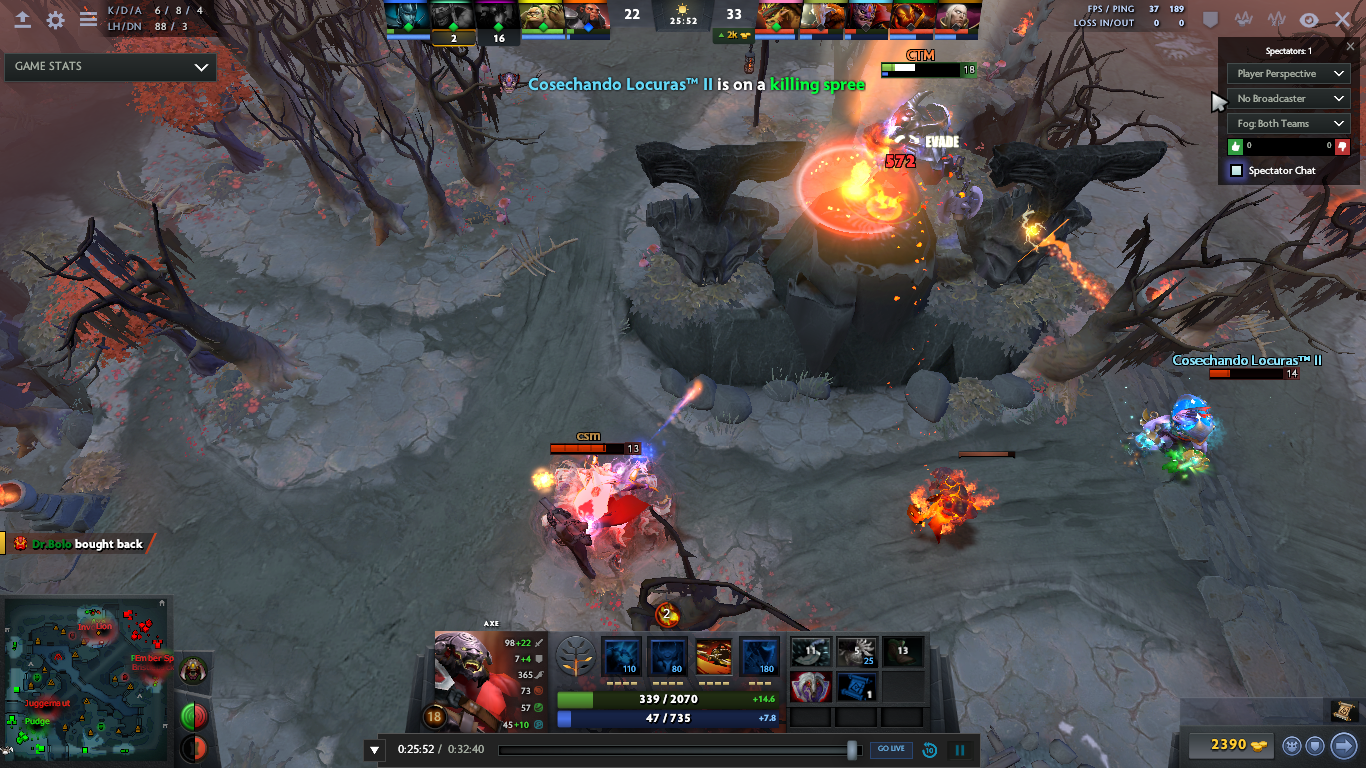 K / D / A 6 / 8 / 4
LH / DN 88 / 3
GAME STATS
22
25:52
33
2
16
2k
FPS / PING 37 189
LOSS IN/OUT 0 0
Spectators: 1
Player Perspective
No Broadcaster
Fog: Both Teams
0 0
Spectator Chat
CTM
18
Cosechando Locuras™ II is on a killing spree
EVADE
572
Cosechando Locuras™ II
14
csm
13
Dr.Bolo bought back
Juggernaut
Pudge
2
AXE
98+22
7+4
365
73
57
45+10
18
110
80
180
339 / 2070
+14.6
47 / 735
+7.8
11
5
25
13
1
0:25:52 / 0:32:40
GO LIVE
10
2390